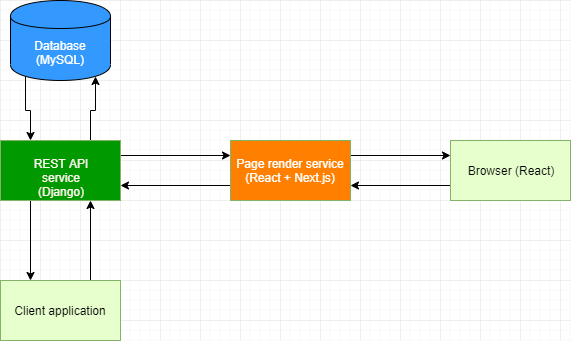 Database
(MySQL)
REST API
service
(Django)
Page render service
(React + Next.js)
Browser (React)
Client application